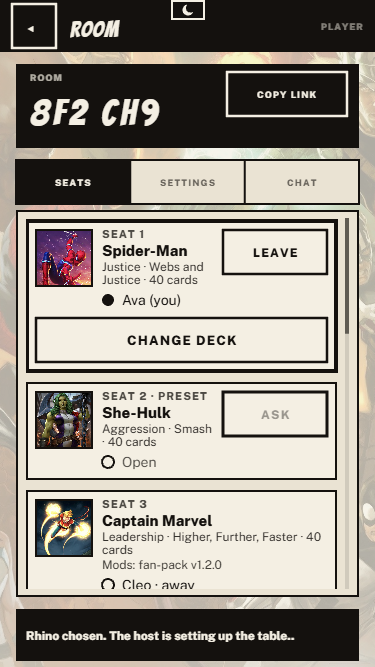 ROOM
PLAYER
ROOM
8F2 CH9
COPY LINK
SEATS
SETTINGS
CHAT
SEAT 1
Spider-Man
Justice · Webs and
Justice · 40 cards
Ava (you)
LEAVE
CHANGE DECK
SEAT 2 · PRESET
She-Hulk
Aggression · Smash
· 40 cards
Open
ASK
SEAT 3
Captain Marvel
Leadership · Higher, Further, Faster · 40
cards
Mods: fan-pack v1.2.0
Cleo · away
Rhino chosen. The host is setting up the table..